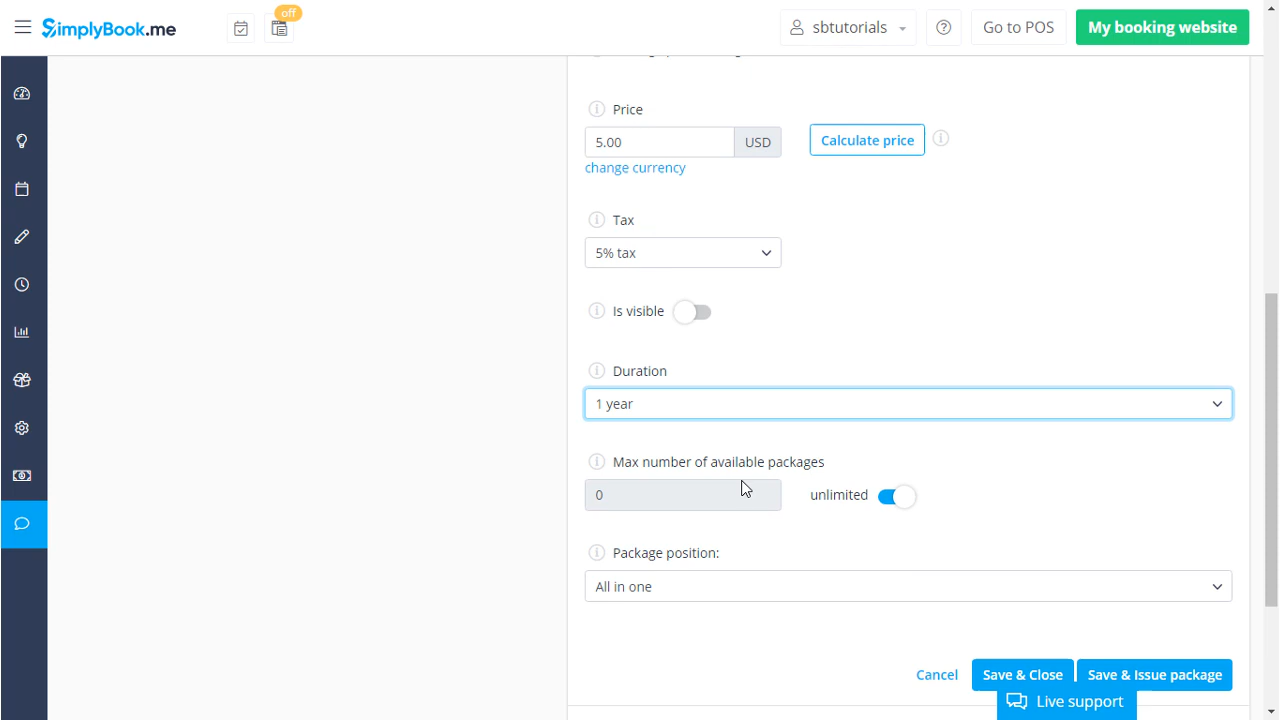 SimplyBook.me
off
sbtutorials
Go to POS
My booking website
Price
5.00 USD
Calculate price
change currency
Tax
5% tax
Is visible
Duration
1 year
Max number of available packages
0
unlimited
Package position:
All in one
Cancel
Save & Close
Save & Issue package
Live support